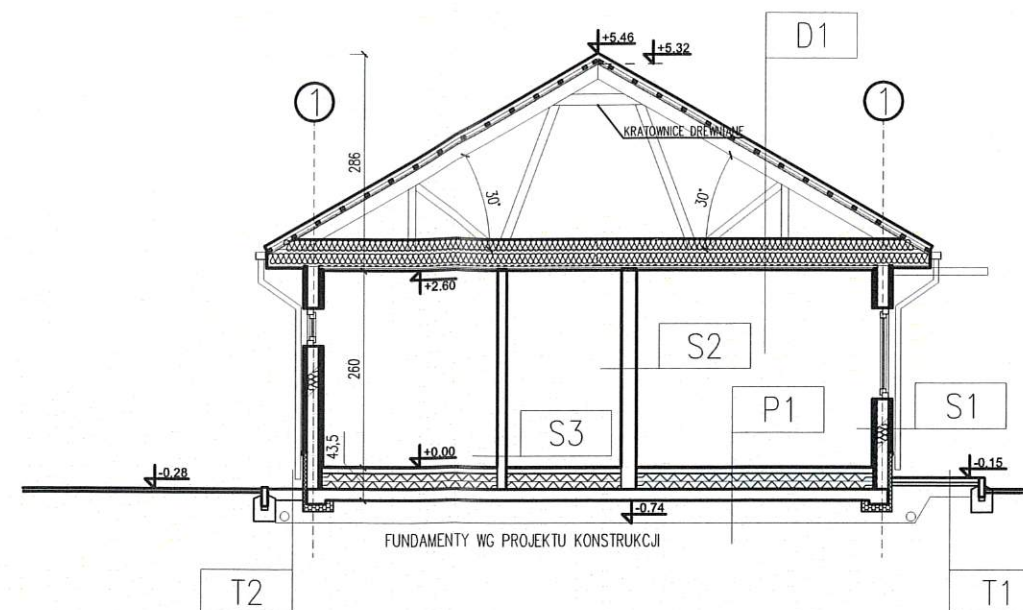 +5.46
+5.32
D1
1
1
KRATOWNICE DREWNIANE
286
30°
30°
+2.60
S2
260
P1
S1
S3
43,5
+0.00
-0.28
-0.15
-0.74
FUNDAMENTY WG PROJEKTU KONSTRUKCJI
T2
T1